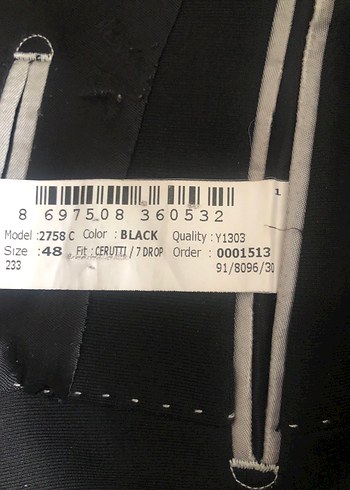 1
8 697508 360532
Model :2758 C Color : BLACK Quality : Y1303
Size : 48 Fit : CERUTTI / 7 DROP Order : 0001513
233 91/8096/30